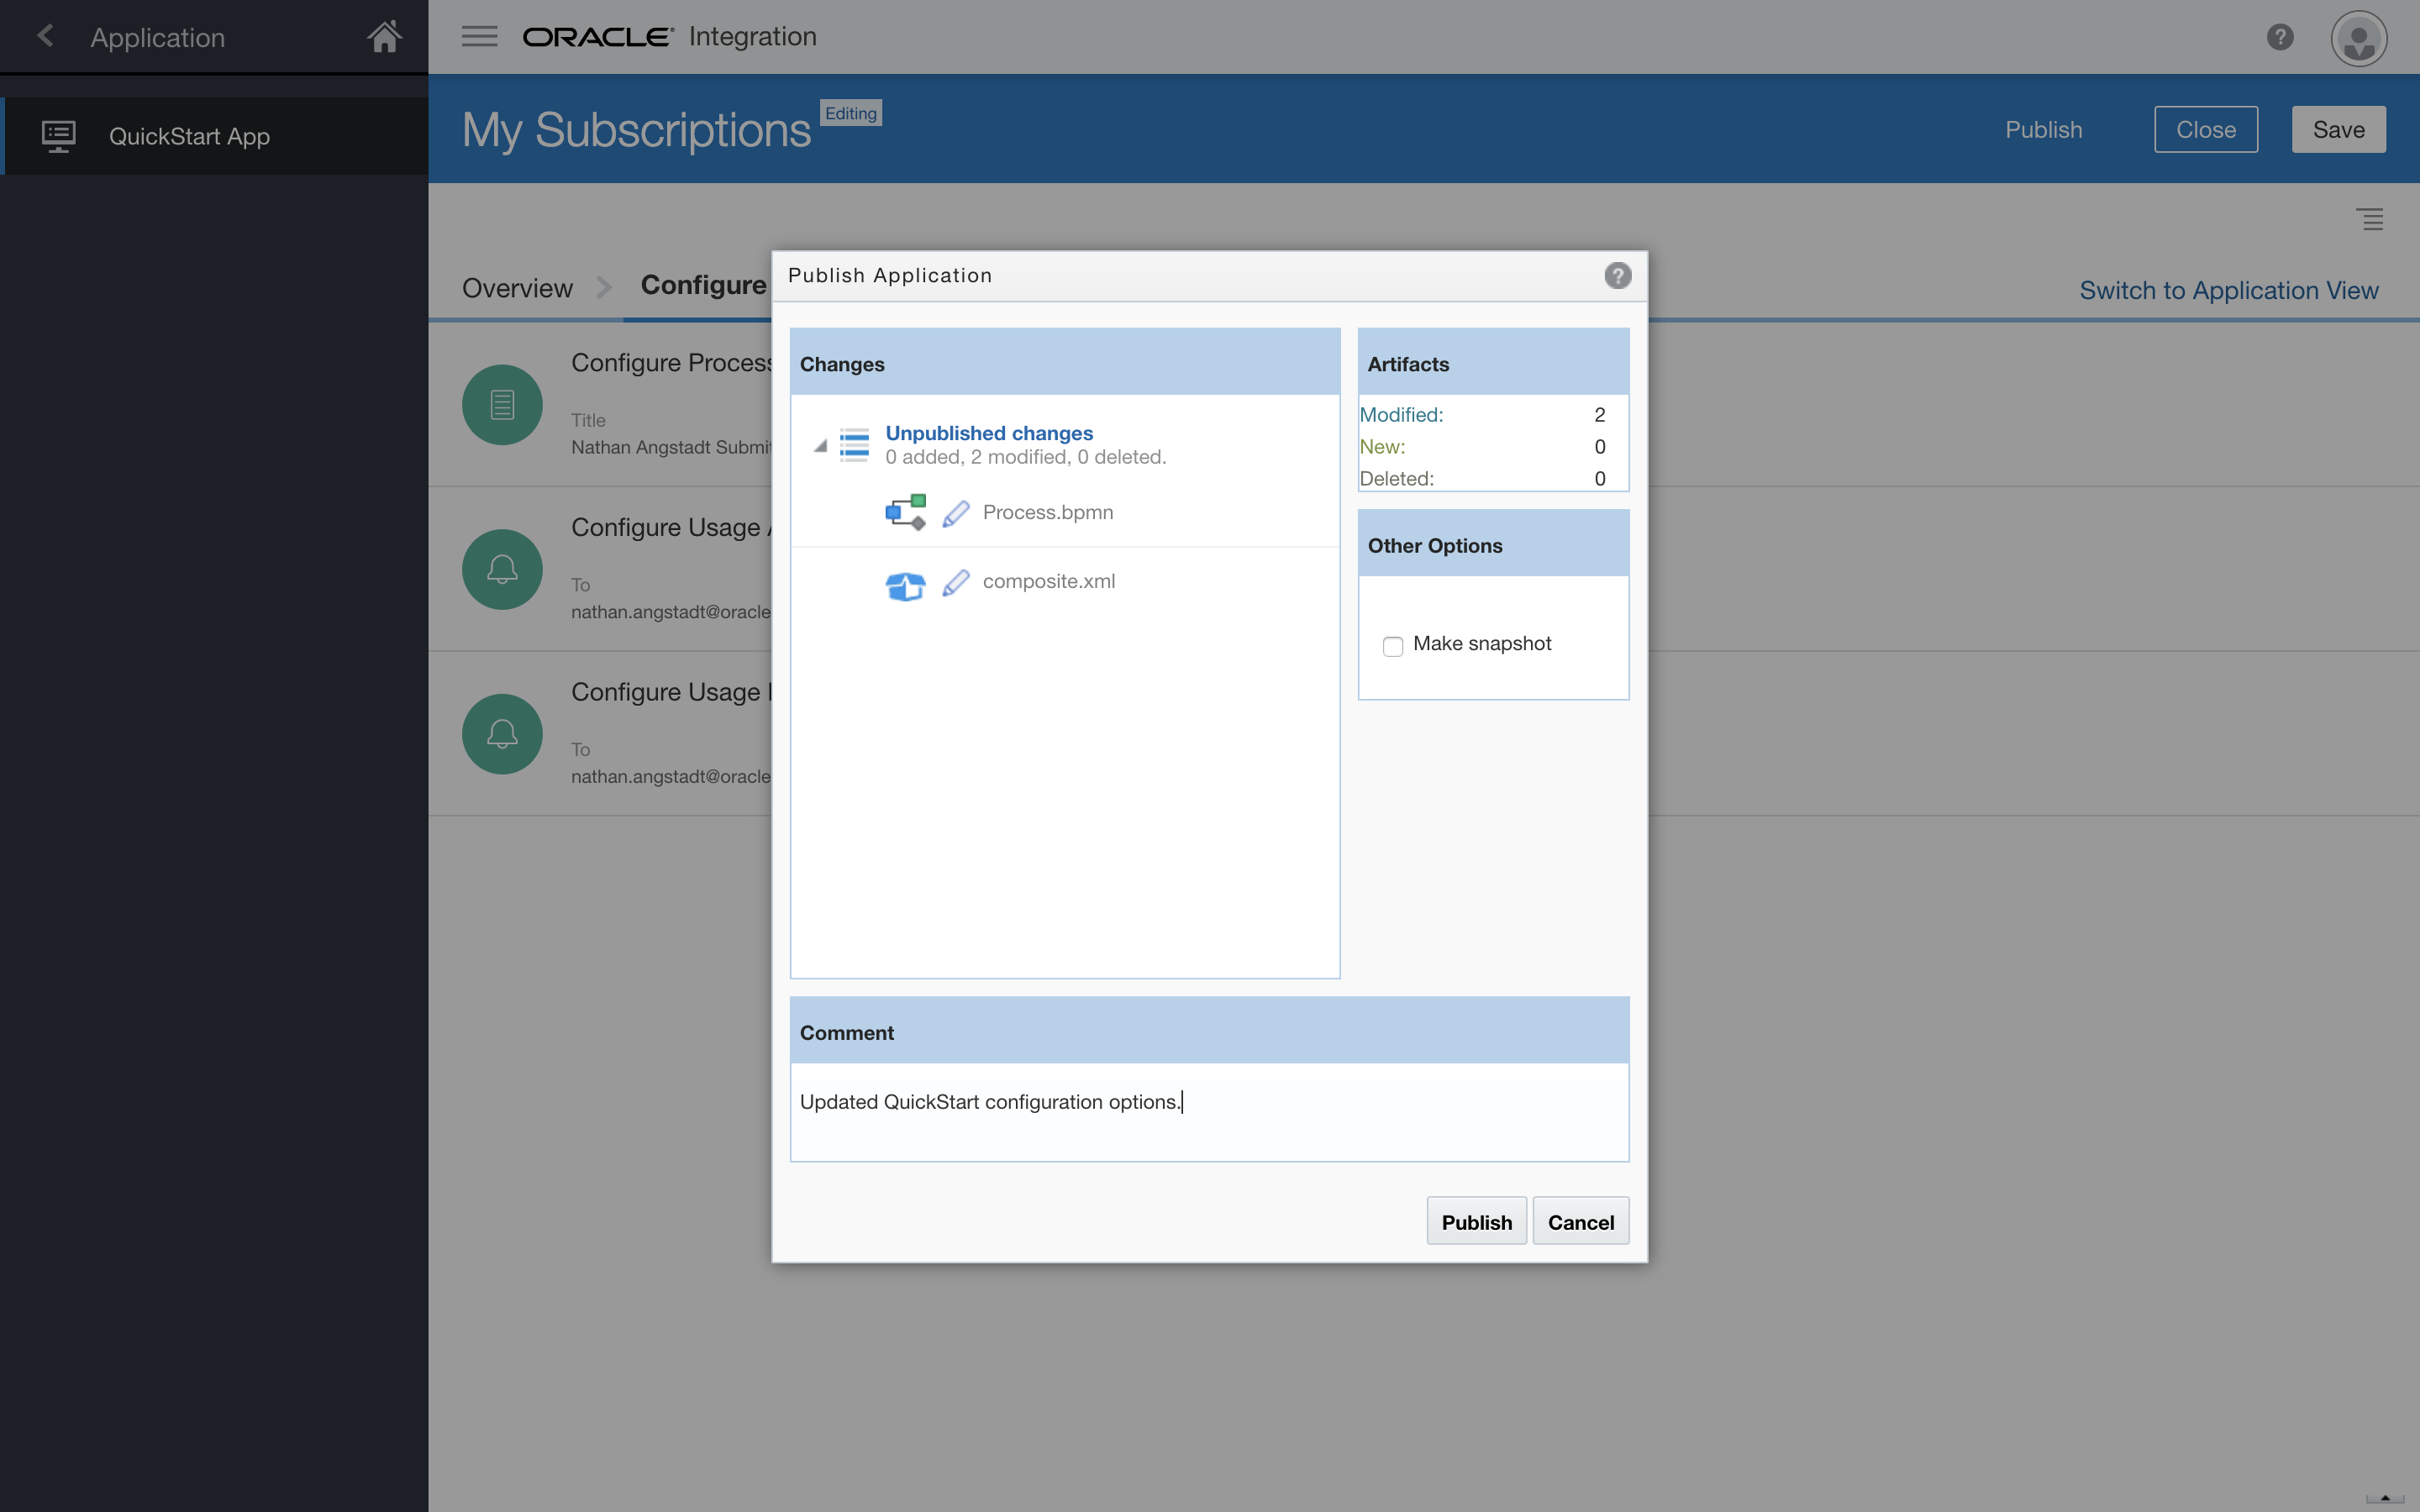 Application
ORACLE Integration
?
QuickStart App
My Subscriptions Editing
Publish
Close
Save
Overview
Configure
Switch to Application View
Configure Process
Title
Nathan Angstadt Submit
Configure Usage
To
nathan.angstadt@oracle
Configure Usage
To
nathan.angstadt@oracle
Publish Application
?
Changes
Unpublished changes
0 added, 2 modified, 0 deleted.
Process.bpmn
composite.xml
Artifacts
Modified: 2
New: 0
Deleted: 0
Other Options
Make snapshot
Comment
Updated QuickStart configuration options.
Publish
Cancel